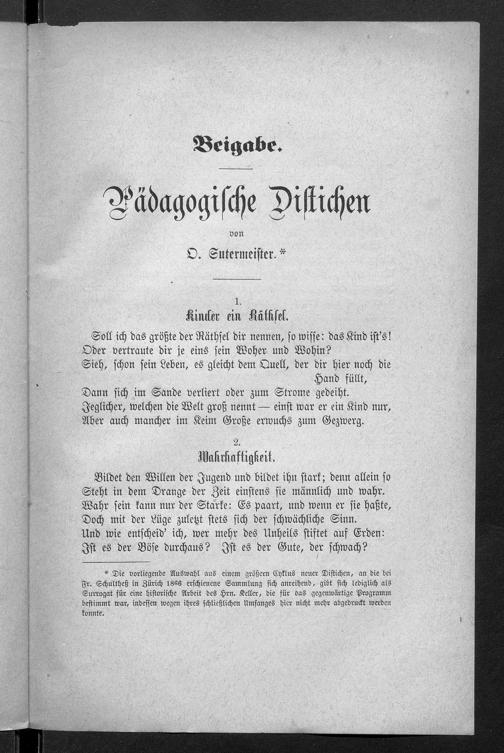 Beigabe.
Pädagogische Distichen
von
O. Sutermeister.*
1.
Kinder ein Räthsel.
Soll ich das größte der Räthsel dir nennen, so wisse: das Kind ist's!
Oder vertraute dir je eins sein Woher und Wohin?
Sieh, schon sein Leben, es gleicht dem Quell, der dir hier noch die
Hand füllt,
Dann sich im Sande verliert oder zum Strome gedeiht.
Jeglicher, welchen die Welt groß nennt — einst war er ein Kind nur,
Aber auch mancher im Keim Große erwuchs zum Gezwerg.
2.
Wahrhaftigkeit.
Bildet den Willen der Jugend und bildet ihn stark; denn allein so
Steht in dem Drange der Zeit einstens sie männlich und wahr.
Wahr sein kann nur der Starke: Es paart, und wenn er sie haßte,
Doch mit der Lüge zuletzt stets sich der schwächliche Sinn.
Und wie entscheid' ich, wer mehr des Unheils stiftet auf Erden:
Ist es der Böse durchaus? Ist es der Gute, der schwach?
* Die vorliegende Auswahl aus einem größern Cyklus neuer Distichen, an die bei
Fr. Schultheß in Zürich 1866 erschienene Sammlung sich anreihend, gibt sich lediglich als
Surrogat für eine historische Arbeit des Hrn. Keller, die für das gegenwärtige Programm
bestimmt war, indessen wegen ihres schließlichen Umfanges hier nicht mehr abgedruckt werden
konnte.